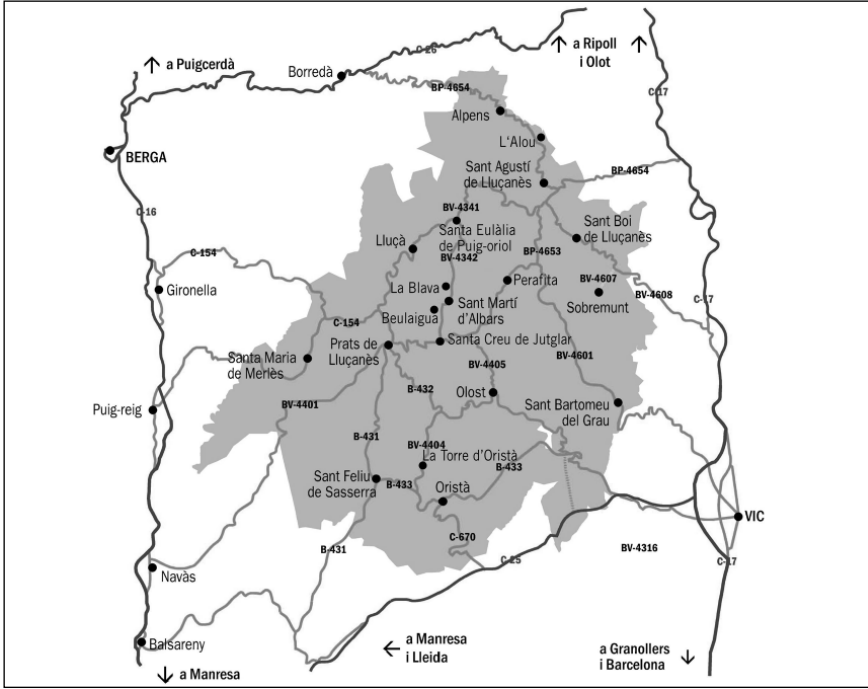 a Ripoll
i Olot
C-26
a Puigcerdà
Borredà
BP-4654
C-17
Alpens
L'Alou
BERGA
Sant Agustí
de Lluçanès
BP-4654
C-16
BV-4341
Sant Boi
de Lluçanès
Santa Eulàlia
de Puig-oriol
Lluçà
C-154
BV-4342
BP-4653
BV-4607
Perafita
La Blava
Gironella
BV-4608
Sobremunt
C-17
Sant Martí
d'Albars
Beulaigua
C-154
Prats de
Lluçanès
Santa Creu de Jutglar
Santa Maria
de Merlès
BV-4601
BV-4405
B-432
Olost
BV-4401
Sant Bartomeu
del Grau
Puig-reig
B-431
BV-4404
La Torre d'Oristà
B-433
Sant Feliu
de Sasserra
B-433
Oristà
VIC
C-670
B-431
BV-4316
C-25
C-17
Navàs
a Manresa
i Lleida
Balsareny
a Granollers
i Barcelona
a Manresa